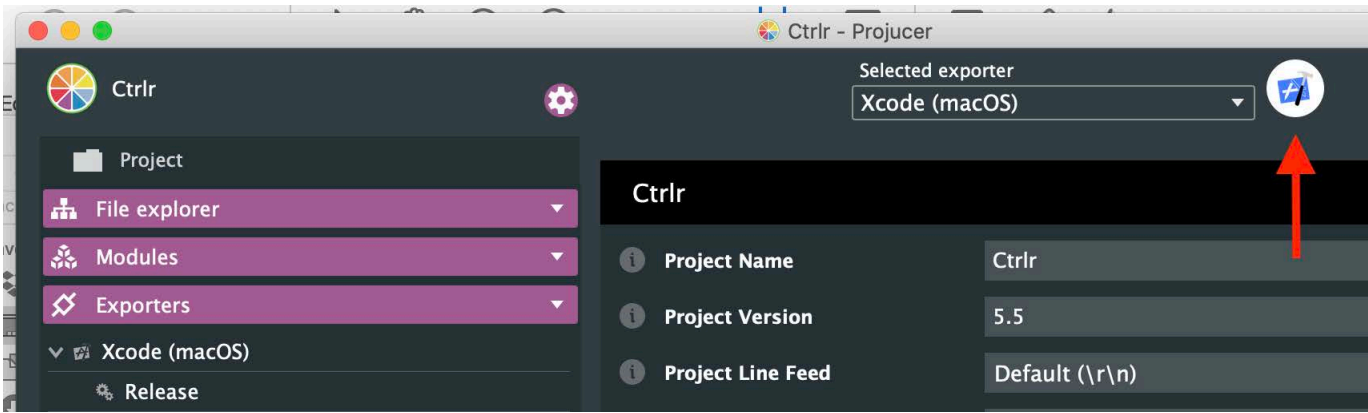 Ctrlr - Projucer
Ctrlr
Selected exporter
Xcode (macOS)
Project
File explorer
Modules
Exporters
Xcode (macOS)
Release
Ctrlr
Project Name
Ctrlr
Project Version
5.5
Project Line Feed
Default (\r\n)